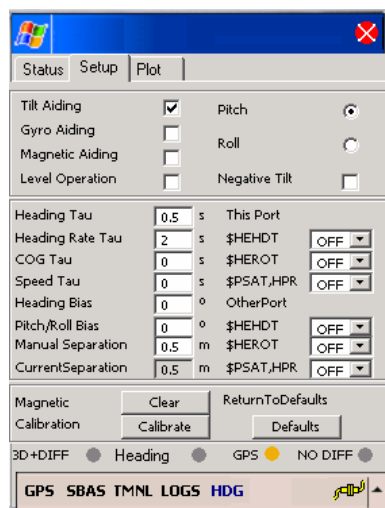 Status Setup Plot
Tilt Aiding Pitch
Gyro Aiding
Magnetic Aiding Roll
Level Operation Negative Tilt
Heading Tau 0.5 s This Port
Heading Rate Tau 2 s $HEHDT OFF
COG Tau 0 s $HEROT OFF
Speed Tau 0 s $PSAT,HPR OFF
Heading Bias 0 º OtherPort
Pitch/Roll Bias 0 º $HEHDT OFF
Manual Separation 0.5 m $HEROT OFF
CurrentSeparation 0.5 m $PSAT,HPR OFF
Magnetic Clear ReturnToDefaults
Calibration Calibrate Defaults
3D+DIFF Heading GPS NO DIFF
GPS SBAS TMNL LOGS HDG